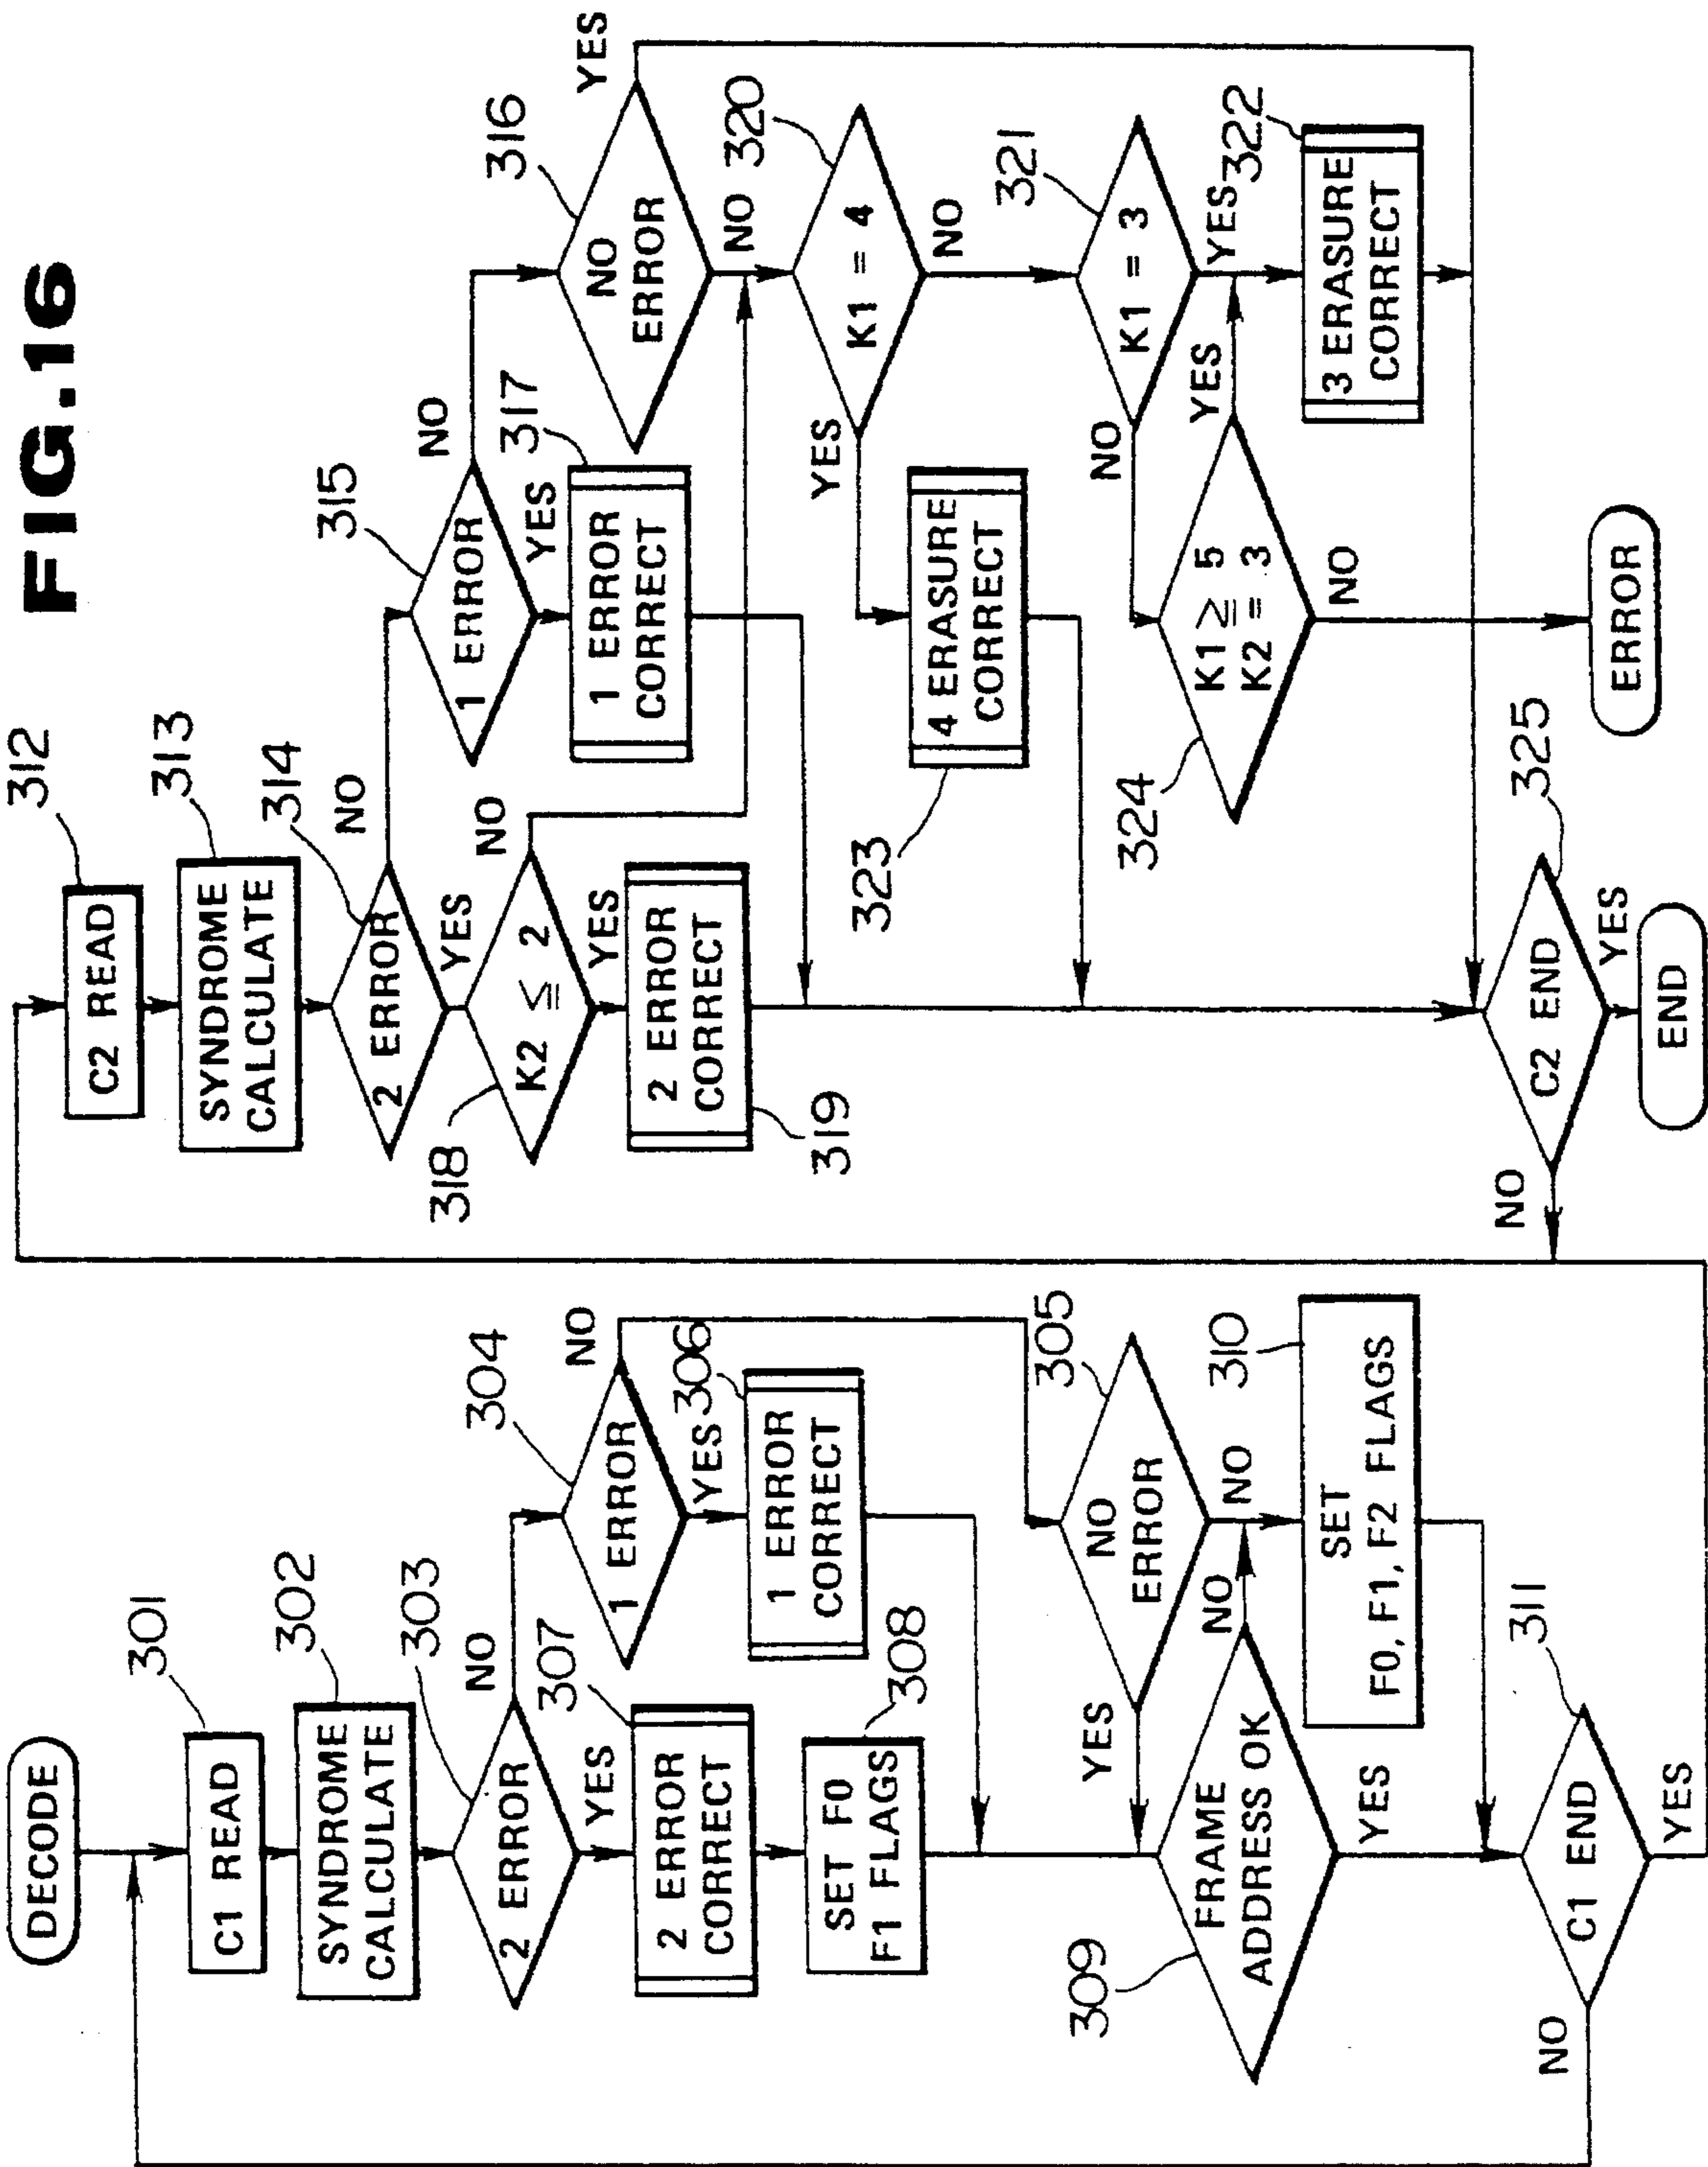 FIG.16
DECODE
301
C1 READ
302
SYNDROME
CALCULATE
303
2 ERROR
NO
YES
304
1 ERROR
NO
YES
306
1 ERROR
CORRECT
307
2 ERROR
CORRECT
308
SET F0
F1 FLAGS
305
NO
ERROR
YES
NO
309
FRAME
ADDRESS OK
NO
YES
310
SET
F0, F1, F2 FLAGS
311
C1 END
NO
YES
312
C2 READ
313
SYNDROME
CALCULATE
314
2 ERROR
NO
YES
315
1 ERROR
NO
YES
316
NO
ERROR
YES
NO
317
1 ERROR
CORRECT
318
K2 ≦ 2
NO
YES
319
2 ERROR
CORRECT
320
K1 = 4
YES
NO
321
K1 = 3
NO
YES
322
3 ERASURE
CORRECT
323
4 ERASURE
CORRECT
324
K1 ≧ 5
K2 = 3
YES
NO
ERROR
325
C2 END
NO
YES
END